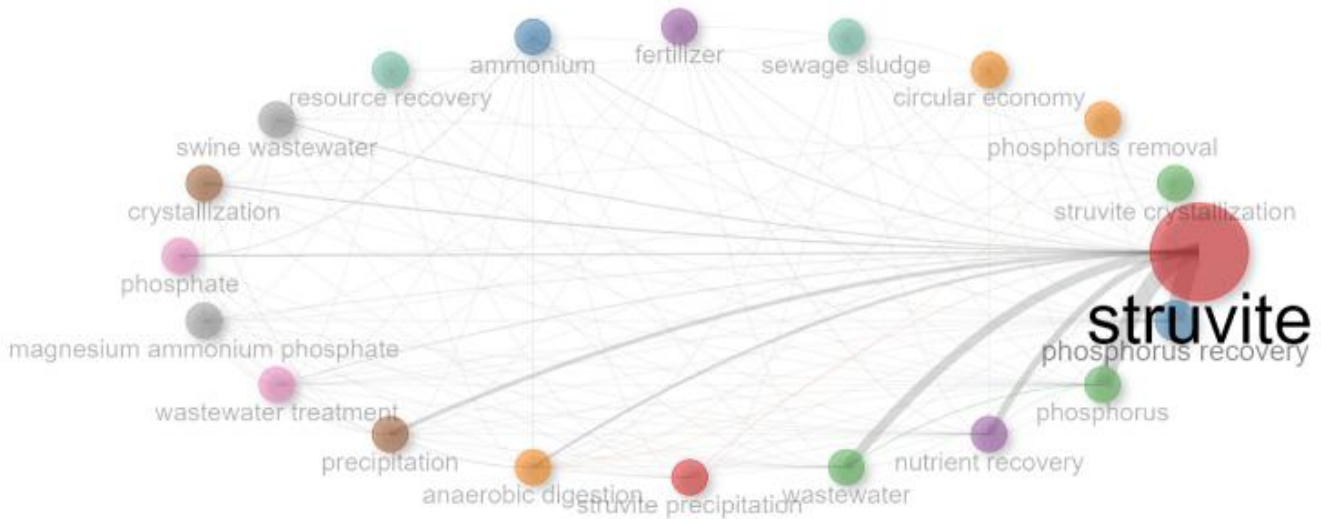 fertilizer
ammonium
sewage sludge
resource recovery
circular economy
swine wastewater
phosphorus removal
crystallization
struvite crystallization
phosphate
struvite
magnesium ammonium phosphate
phosphorus recovery
wastewater treatment
phosphorus
precipitation
nutrient recovery
anaerobic digestion
wastewater
struvite precipitation